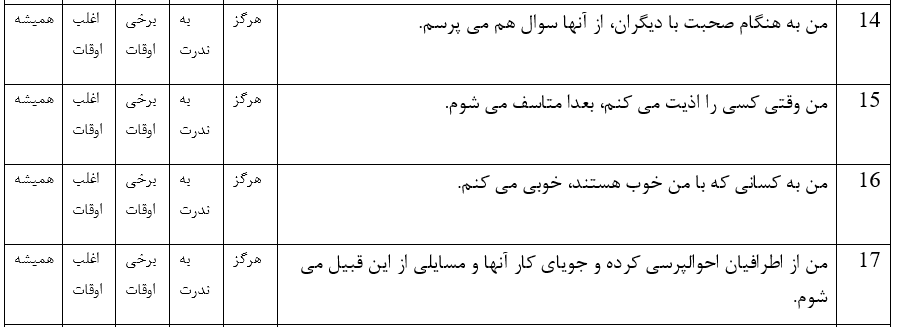 14 من به هنگام صحبت با دیگران، از آنها سوال هم می پرسم. هرگز به ندرت برخی اوقات اغلب اوقات همیشه
15 من وقتی کسی را اذیت می کنم، بعدا متاسف می شوم. هرگز به ندرت برخی اوقات اغلب اوقات همیشه
16 من به کسانی که با من خوب هستند، خوبی می کنم. هرگز به ندرت برخی اوقات اغلب اوقات همیشه
17 من از اطرافیان احوالپرسی کرده و جویای کار آنها و مسایلی از این قبیل می
شوم. هرگز به ندرت برخی اوقات اغلب اوقات همیشه